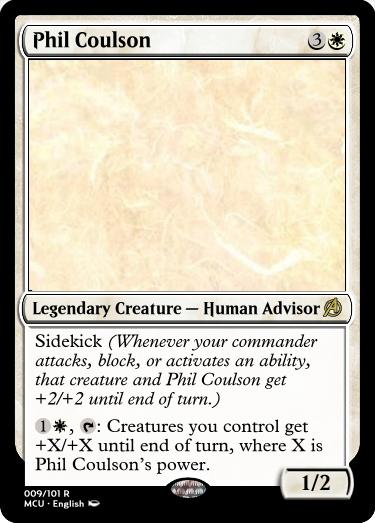 Phil Coulson 3
Legendary Creature — Human Advisor
Sidekick (Whenever your commander
attacks, block, or activates an ability,
that creature and Phil Coulson get
+2/+2 until end of turn.)
1 , : Creatures you control get
+X/+X until end of turn, where X is
Phil Coulson's power.
1/2
009/101 R
MCU • English